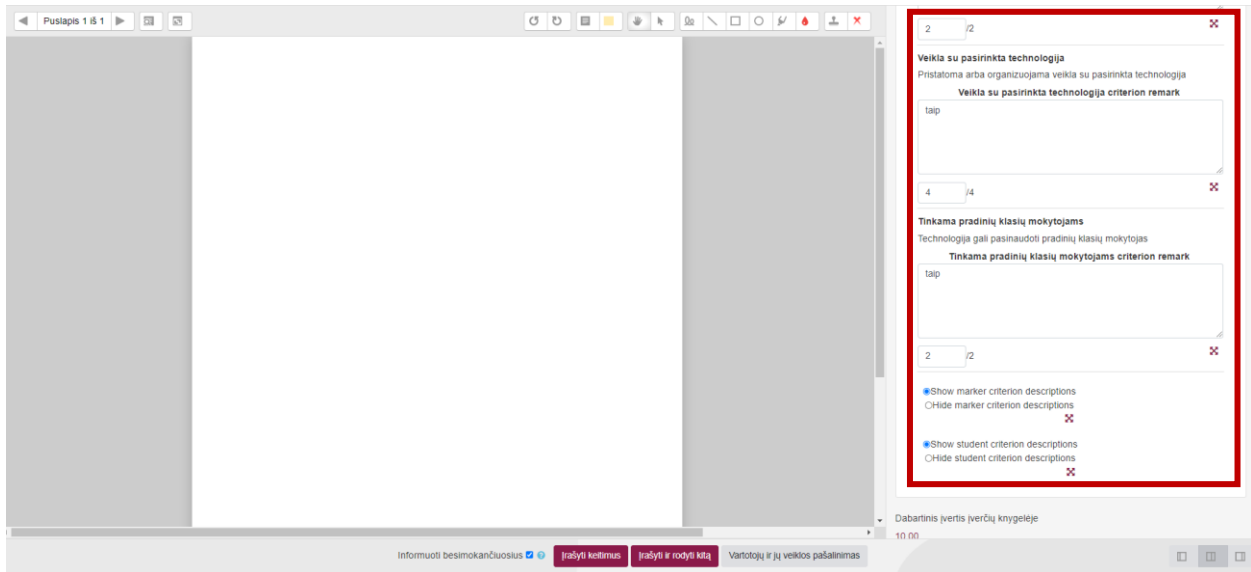 Puslapis 1 iš 1
2 /2
Veikla su pasirinkta technologija
Pristatoma arba organizuojama veikla su pasirinkta technologija
Veikla su pasirinkta technologija criterion remark
taip
4 /4
Tinkama pradinių klasių mokytojams
Technologija gali pasinaudoti pradinių klasių mokytojas
Tinkama pradinių klasių mokytojams criterion remark
taip
2 /2
Show marker criterion descriptions
Hide marker criterion descriptions
Show student criterion descriptions
Hide student criterion descriptions
Dabartinis įvertis įverčių knygelėje
10,00
Informuoti besimokančiuosius
Įrašyti keitimus
Įrašyti ir rodyti kitą
Vartotojų ir jų veiklos pašalinimas